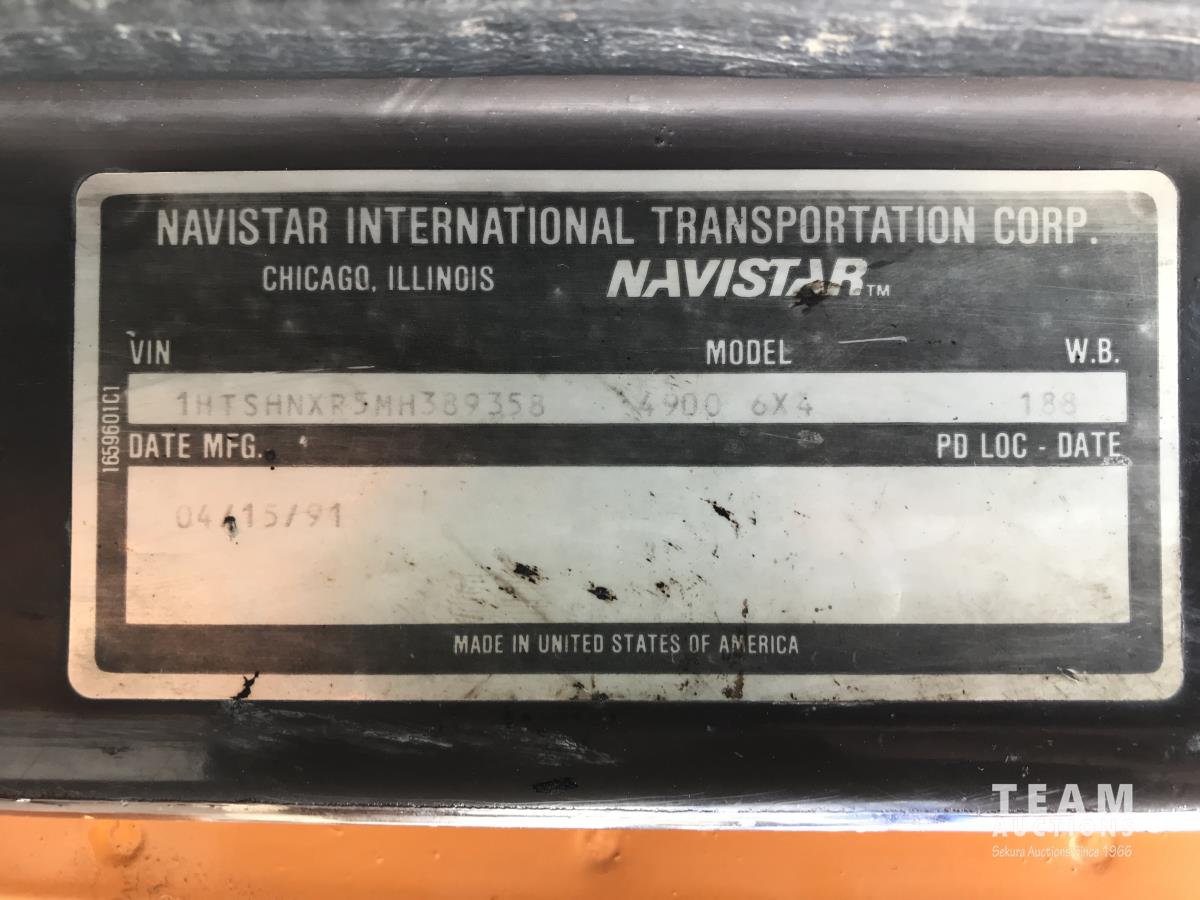 NAVISTAR INTERNATIONAL TRANSPORTATION CORP.
CHICAGO, ILLINOIS NAVISTAR™
VIN MODEL W.B.
1HTSHNXR5MH389358 4900 6X4 188
1659601C1
DATE MFG. PD LOC - DATE
04/15/91
MADE IN UNITED STATES OF AMERICA
TEAM
AUCTIONS
Sekura Auctions Since 1966